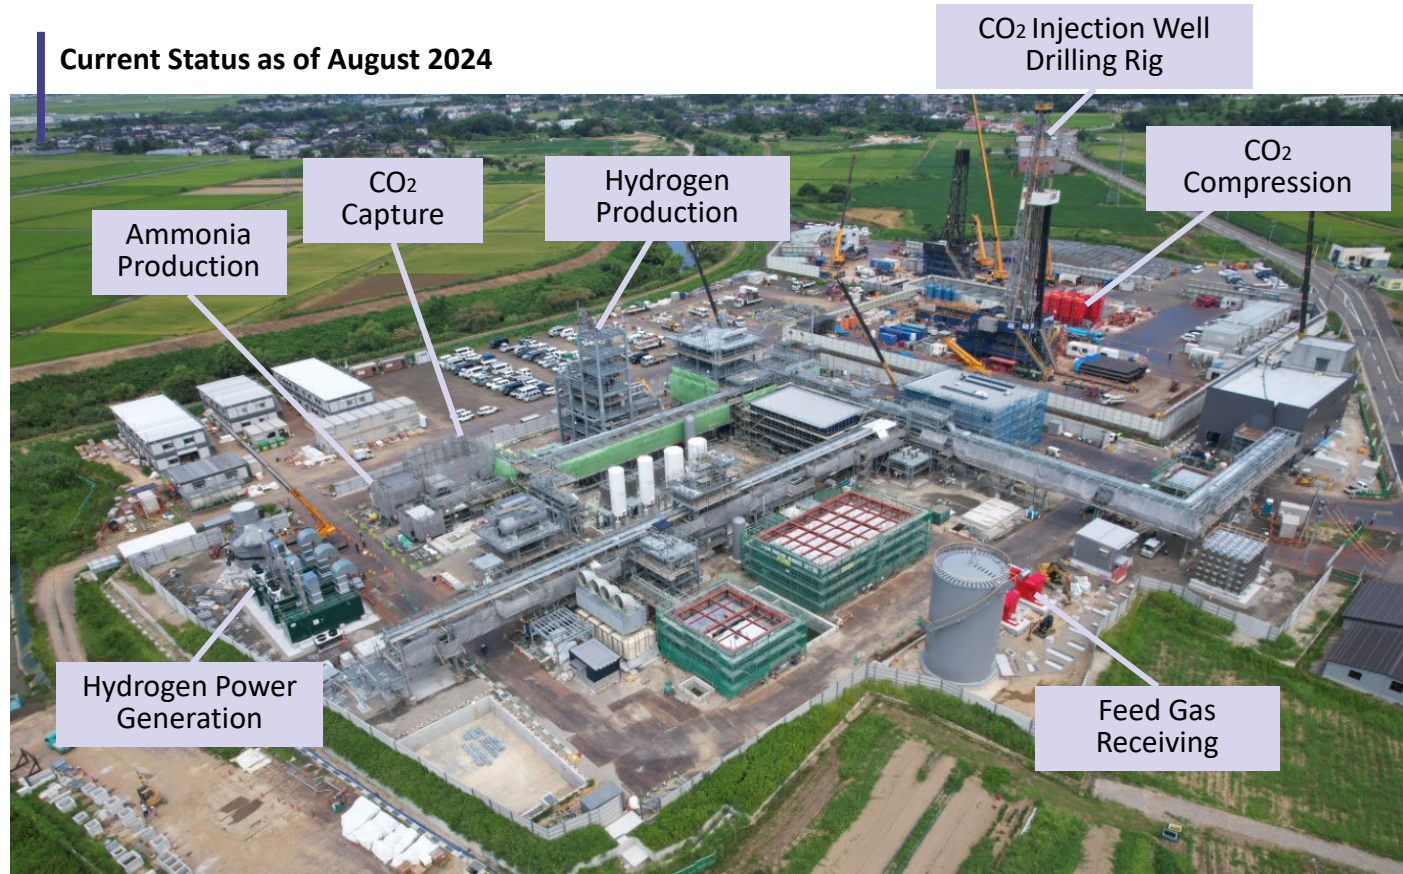 Current Status as of August 2024
CO2 Injection Well
Drilling Rig
CO2
Compression
CO2
Capture
Hydrogen
Production
Ammonia
Production
Hydrogen Power
Generation
Feed Gas
Receiving